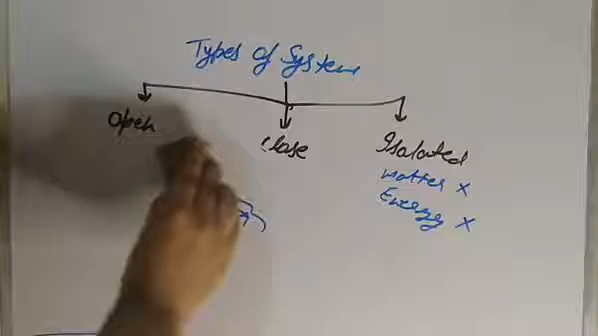 Types of System
Open
Close
Isolated
matter x
Energy x